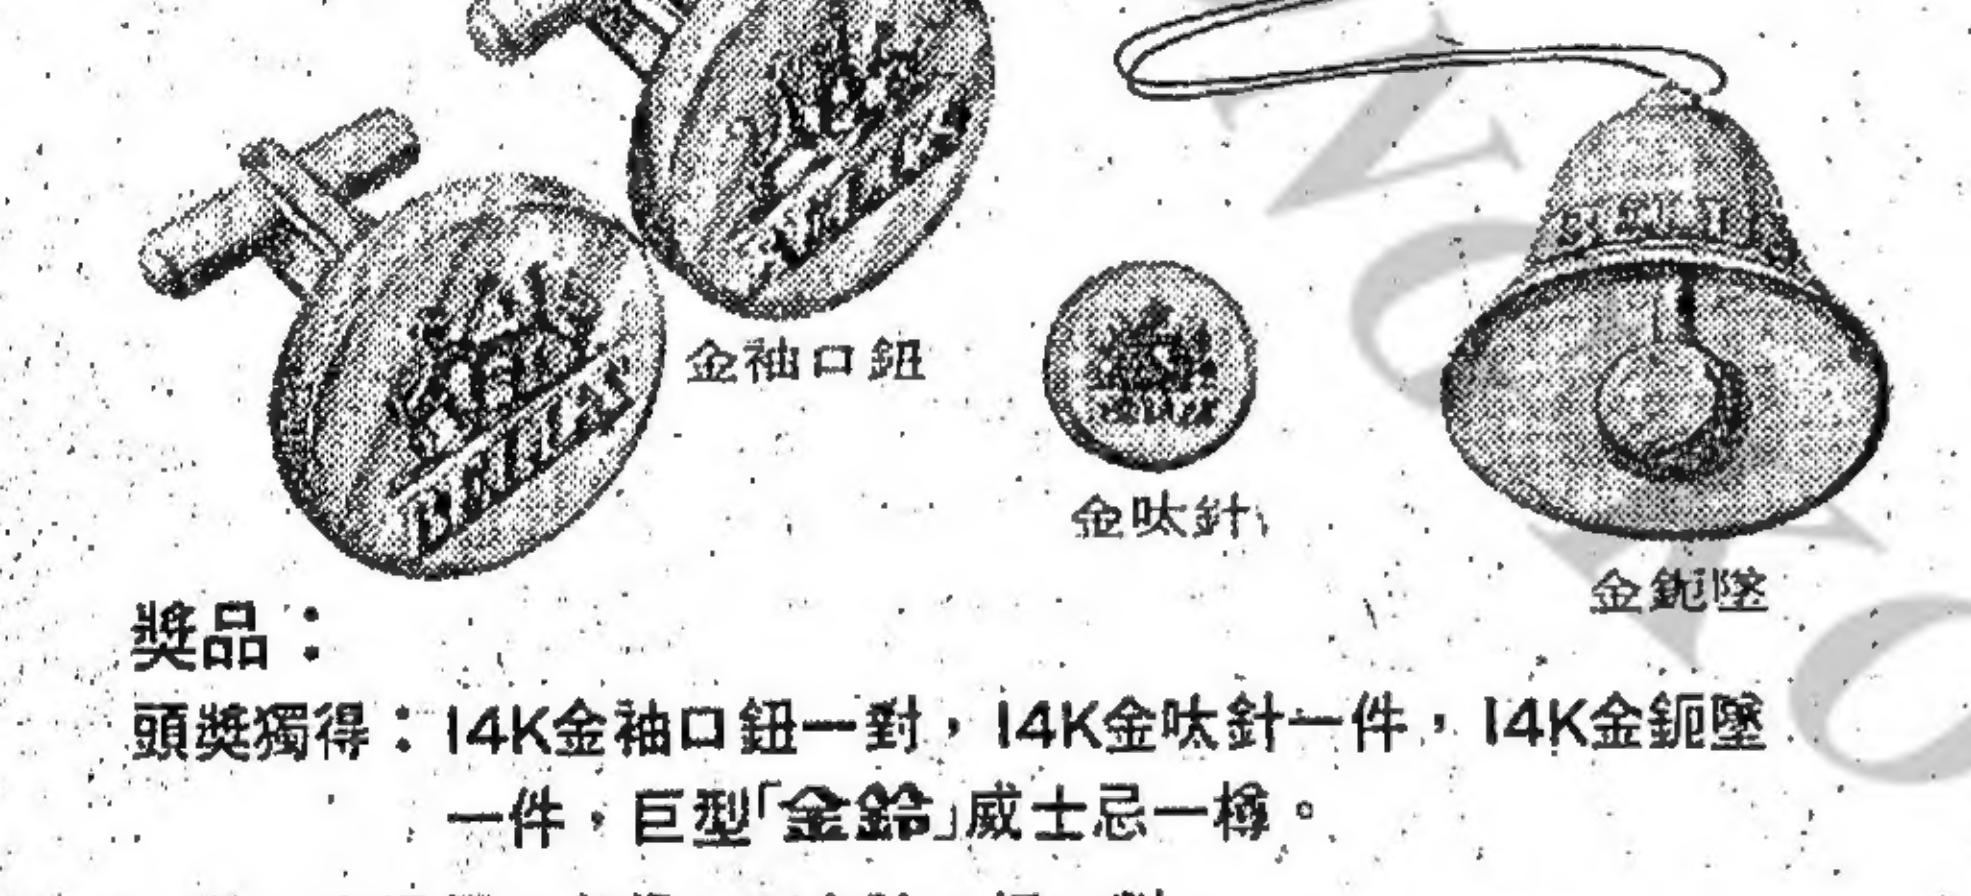 BELL'S
金袖口鈕
金呔針
金鈪墜
獎品：
頭獎獨得：14K金袖口鈕一對，14K金呔針一件，14K金鈪墜
一件，巨型「金鈴」威士忌一樽。